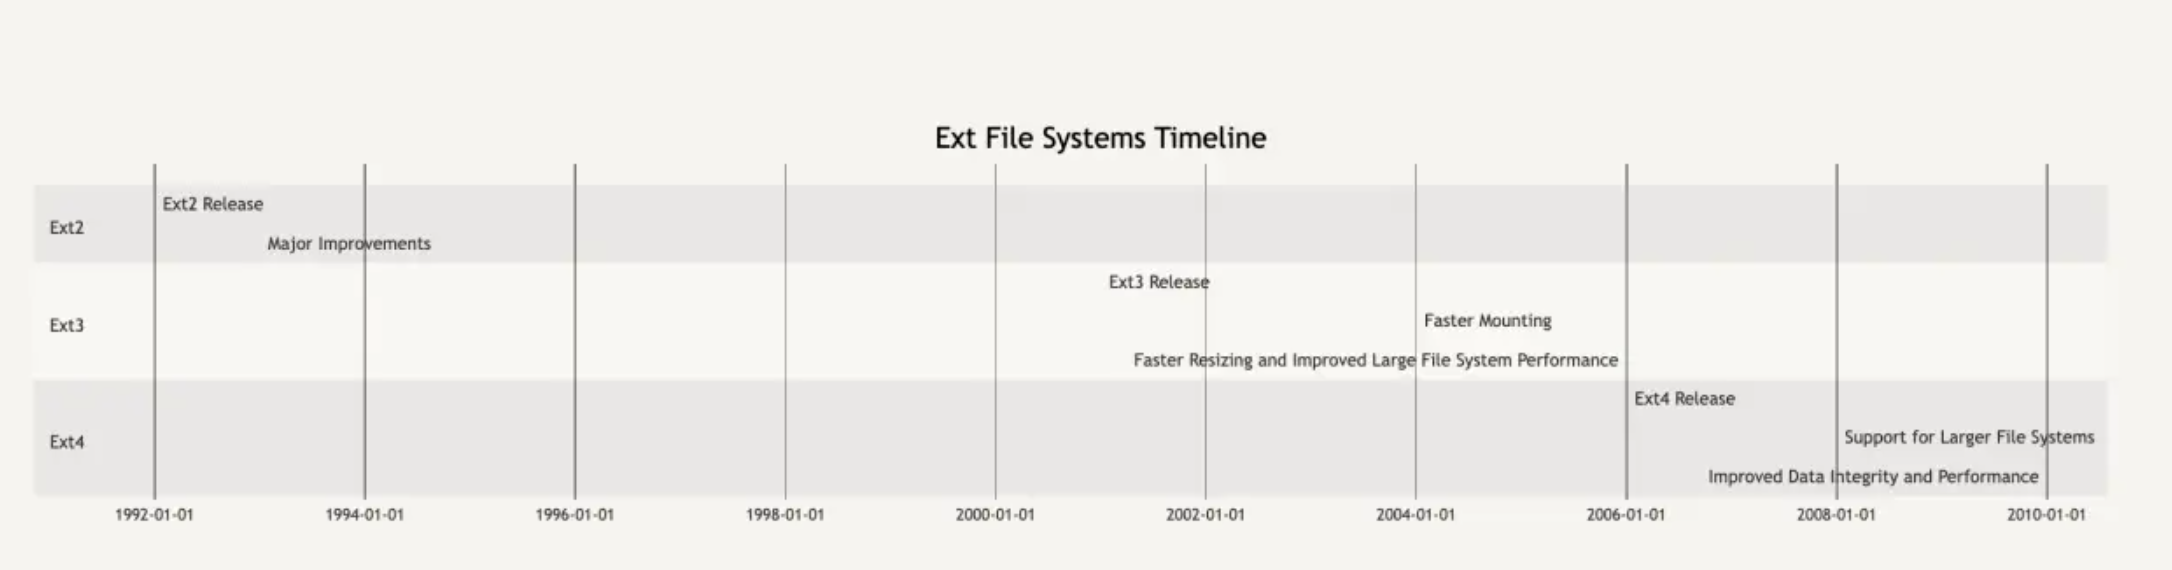 Ext File Systems Timeline
Ext2 Release
Ext2
Major Improvements
Ext3 Release
Faster Mounting
Ext3
Faster Resizing and Improved Large File System Performance
Ext4 Release
Support for Larger File Systems
Ext4
Improved Data Integrity and Performance
1992-01-01 1994-01-01 1996-01-01 1998-01-01 2000-01-01 2002-01-01 2004-01-01 2006-01-01 2008-01-01 2010-01-01